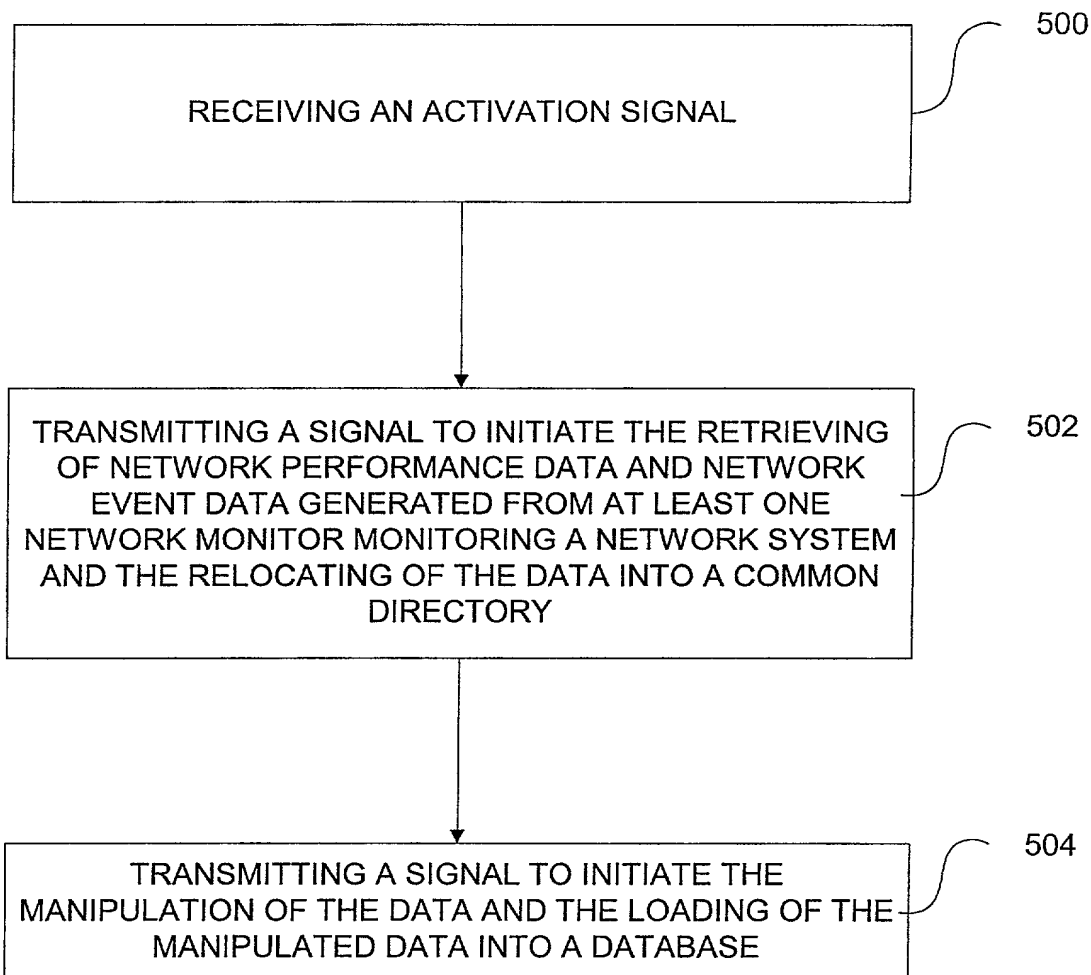 500
RECEIVING AN ACTIVATION SIGNAL
502
TRANSMITTING A SIGNAL TO INITIATE THE RETRIEVING
OF NETWORK PERFORMANCE DATA AND NETWORK
EVENT DATA GENERATED FROM AT LEAST ONE
NETWORK MONITOR MONITORING A NETWORK SYSTEM
AND THE RELOCATING OF THE DATA INTO A COMMON
DIRECTORY
504
TRANSMITTING A SIGNAL TO INITIATE THE
MANIPULATION OF THE DATA AND THE LOADING OF THE
MANIPULATED DATA INTO A DATABASE